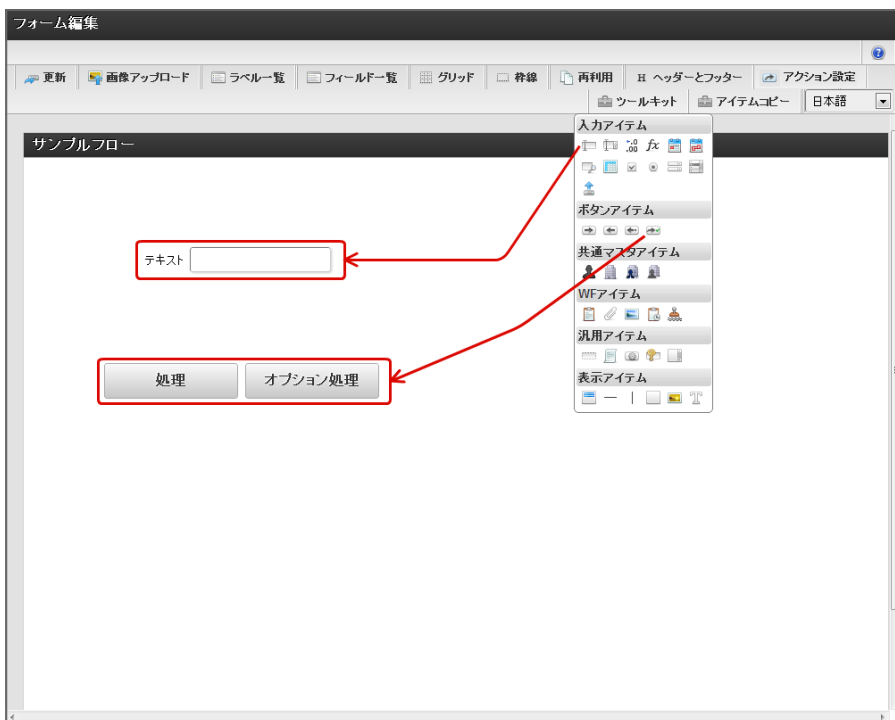 フォーム編集
更新 画像アップロード ラベル一覧 フィールド一覧 グリッド 枠線 再利用 H ヘッダーとフッター アクション設定
ツールキット アイテムコピー 日本語
サンプルフロー
入力アイテム
fx
ボタンアイテム
共通マスタアイテム
テキスト
WFアイテム
汎用アイテム
処理 オプション処理
表示アイテム
T